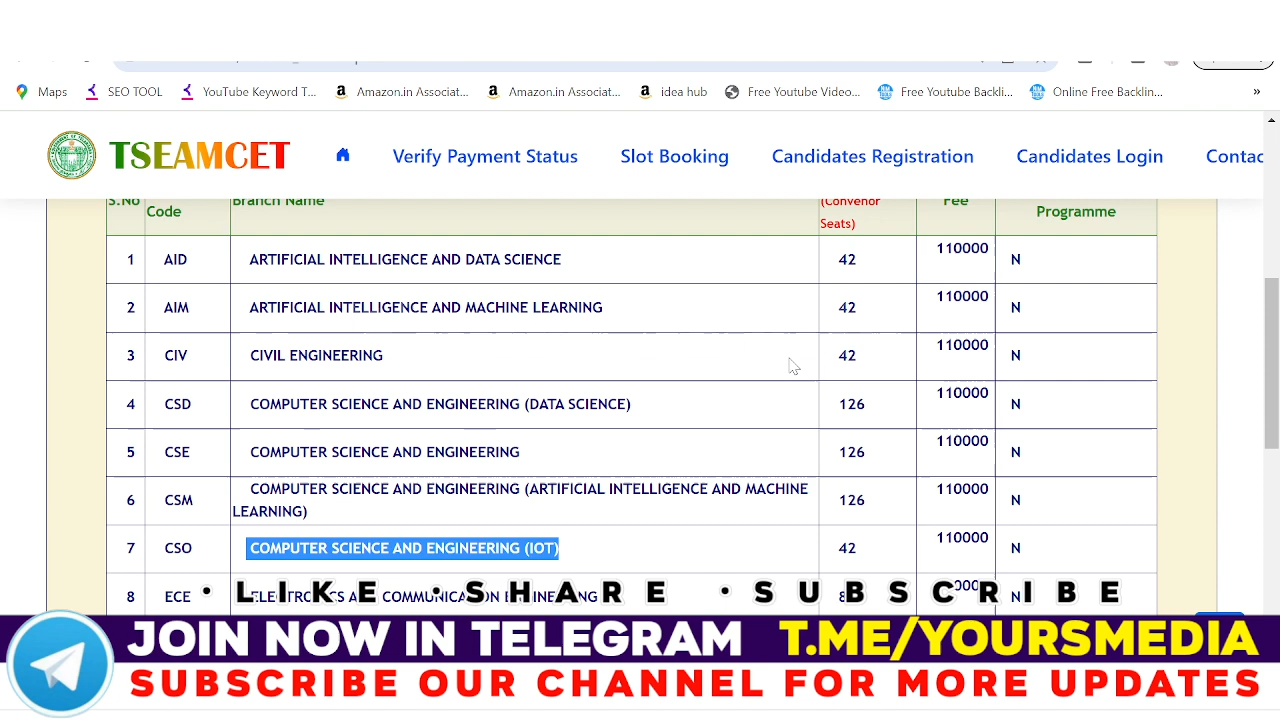 Maps SEO TOOL YouTube Keyword T... Amazon.in Associat... Amazon.in Associat... idea hub Free Youtube Video... Free Youtube Backli... Online Free Backlin... »
TSEAMCET Verify Payment Status Slot Booking Candidates Registration Candidates Login Contac
S.No Code Branch Name (Convenor Seats) Fee Programme
1 AID ARTIFICIAL INTELLIGENCE AND DATA SCIENCE 42 110000 N
2 AIM ARTIFICIAL INTELLIGENCE AND MACHINE LEARNING 42 110000 N
3 CIV CIVIL ENGINEERING 42 110000 N
4 CSD COMPUTER SCIENCE AND ENGINEERING (DATA SCIENCE) 126 110000 N
5 CSE COMPUTER SCIENCE AND ENGINEERING 126 110000 N
6 CSM COMPUTER SCIENCE AND ENGINEERING (ARTIFICIAL INTELLIGENCE AND MACHINE
LEARNING) 126 110000 N
7 CSO COMPUTER SCIENCE AND ENGINEERING (IOT) 42 110000 N
8 ECE ENGINEERING N
• LIKE • SHARE • SUBSCRIBE
JOIN NOW IN TELEGRAM T.ME/YOURSMEDIA
SUBSCRIBE OUR CHANNEL FOR MORE UPDATES